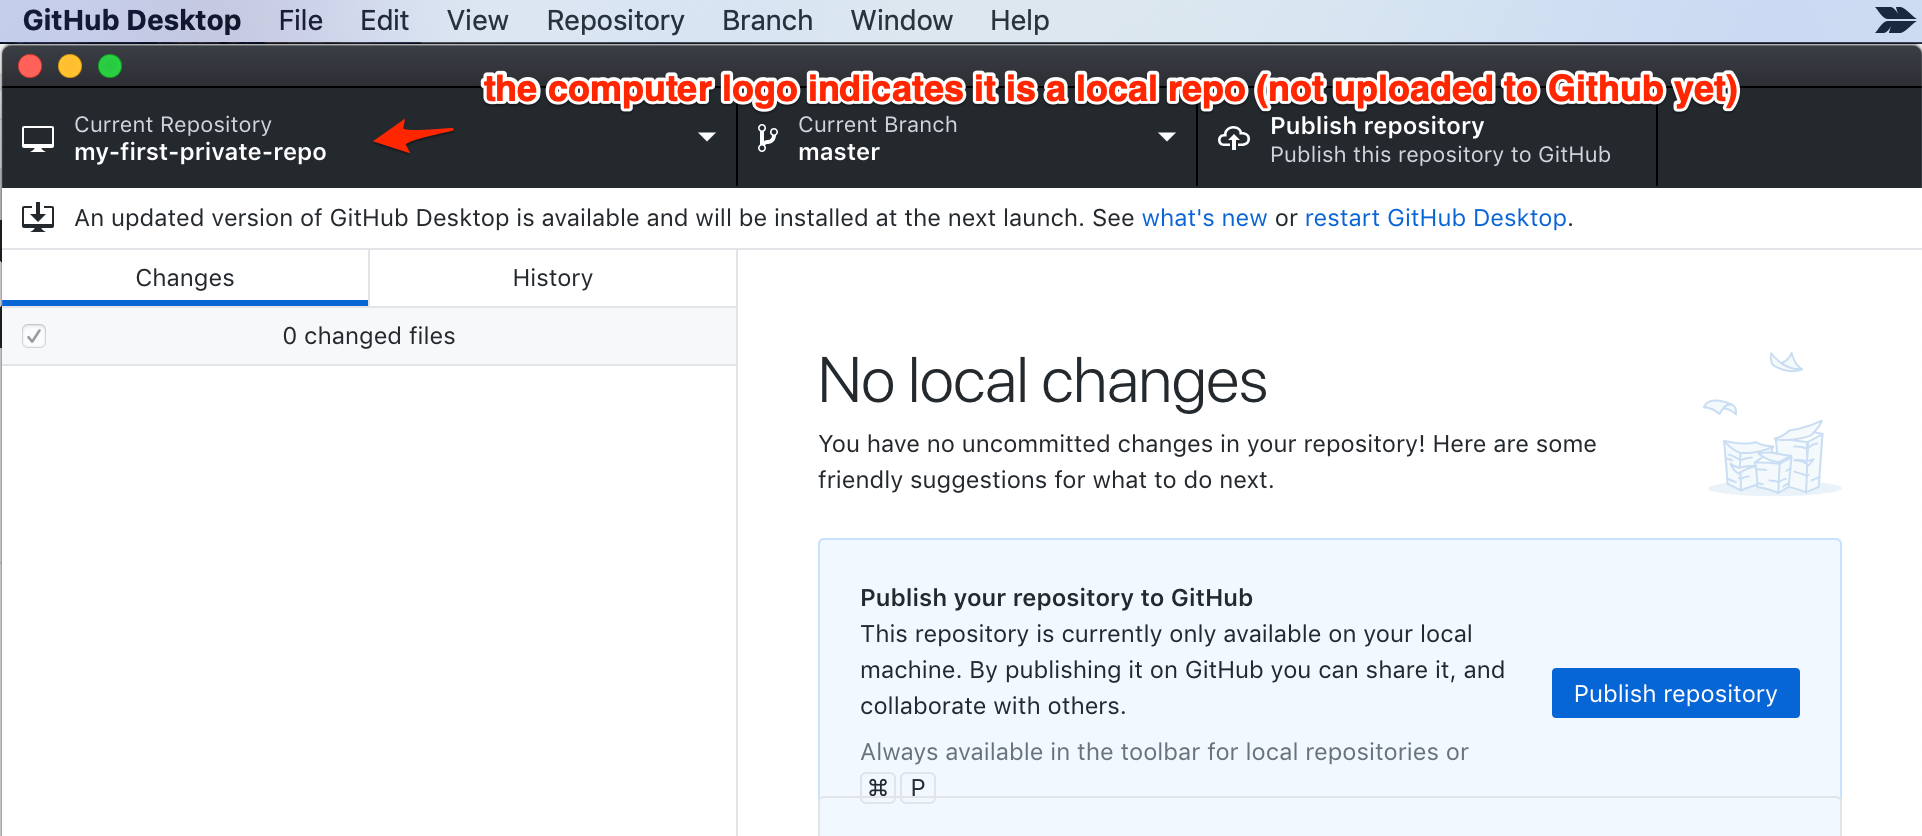 GitHub Desktop File Edit View Repository Branch Window Help
the computer logo indicates it is a local repo (not uploaded to Github yet)
Current Repository
my-first-private-repo
Current Branch
master
Publish repository
Publish this repository to GitHub
An updated version of GitHub Desktop is available and will be installed at the next launch. See what's new or restart GitHub Desktop.
Changes
History
0 changed files
No local changes
You have no uncommitted changes in your repository! Here are some
friendly suggestions for what to do next.
Publish your repository to GitHub
This repository is currently only available on your local
machine. By publishing it on GitHub you can share it, and
collaborate with others.
Publish repository
Always available in the toolbar for local repositories or
⌘ P